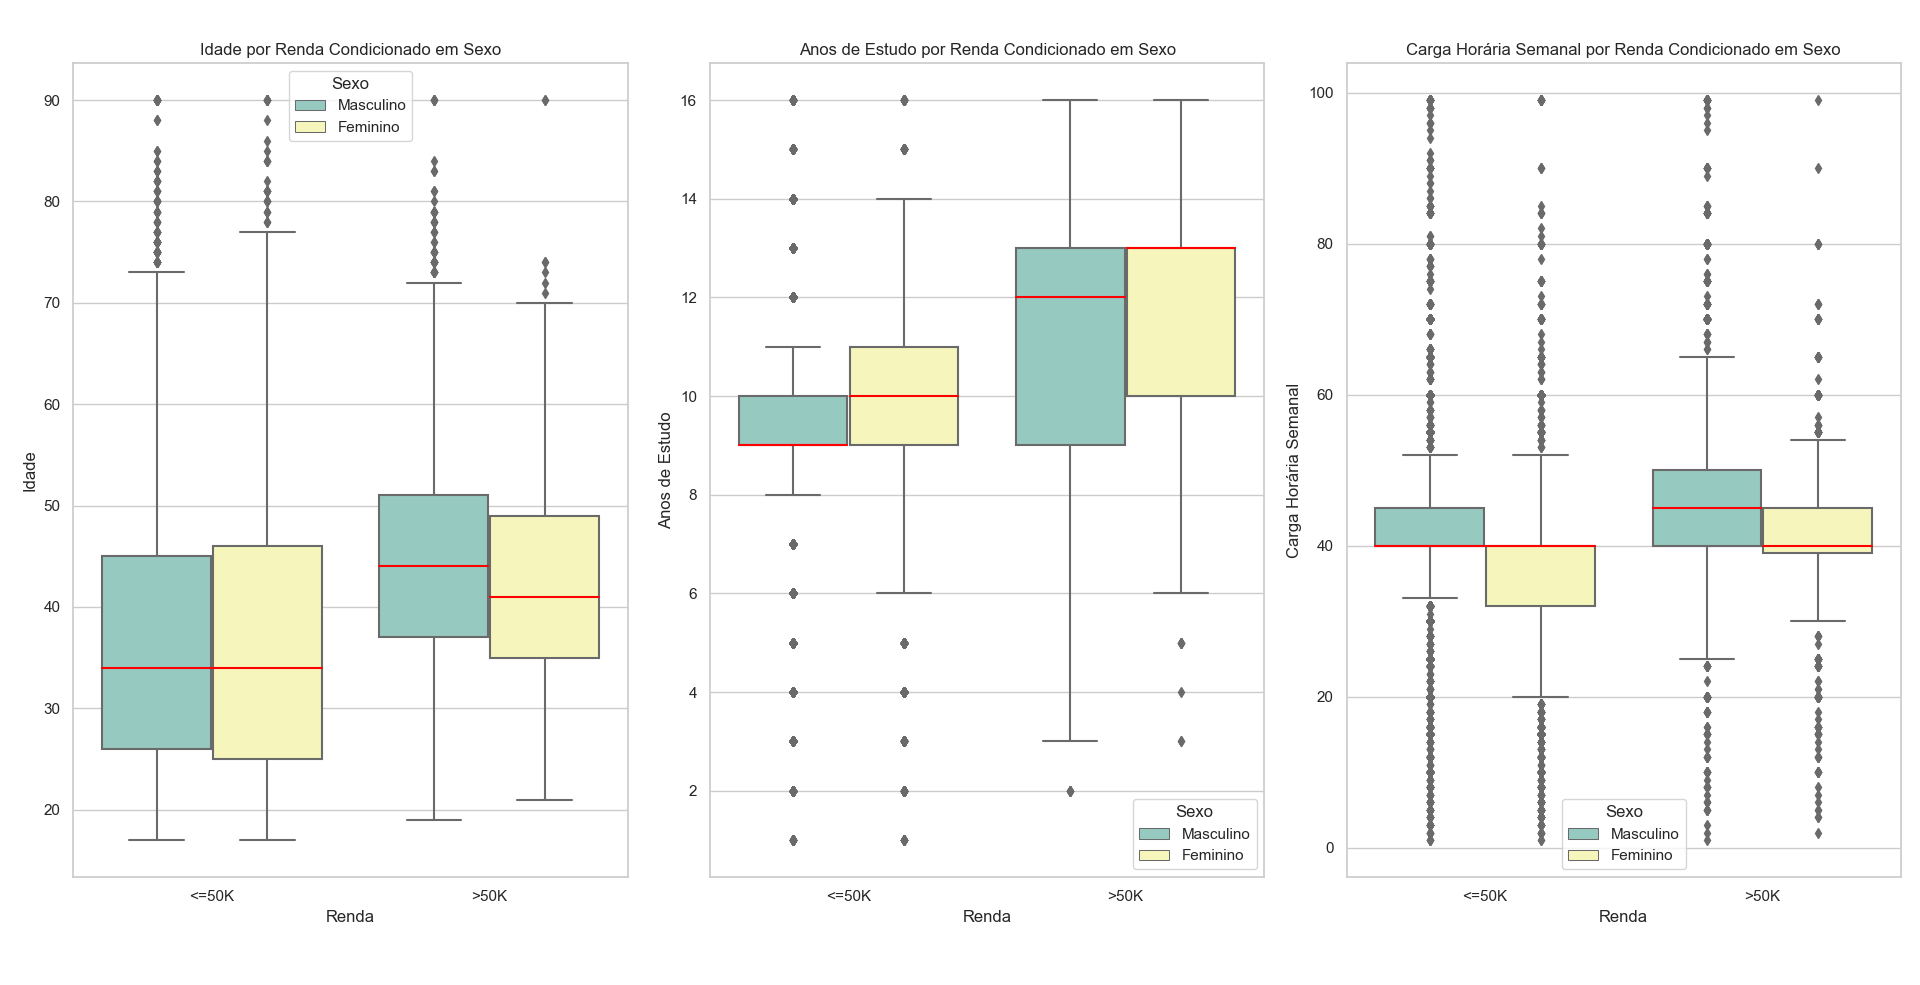 Idade por Renda Condicionado em Sexo
Sexo
Masculino
Feminino
90
80
70
60
50
40
30
20
Idade
<=50K
>50K
Renda
Anos de Estudo por Renda Condicionado em Sexo
16
14
12
10
8
6
4
2
Anos de Estudo
Sexo
Masculino
Feminino
<=50K
>50K
Renda
Carga Horária Semanal por Renda Condicionado em Sexo
100
80
60
40
20
0
Carga Horária Semanal
Sexo
Masculino
Feminino
<=50K
>50K
Renda